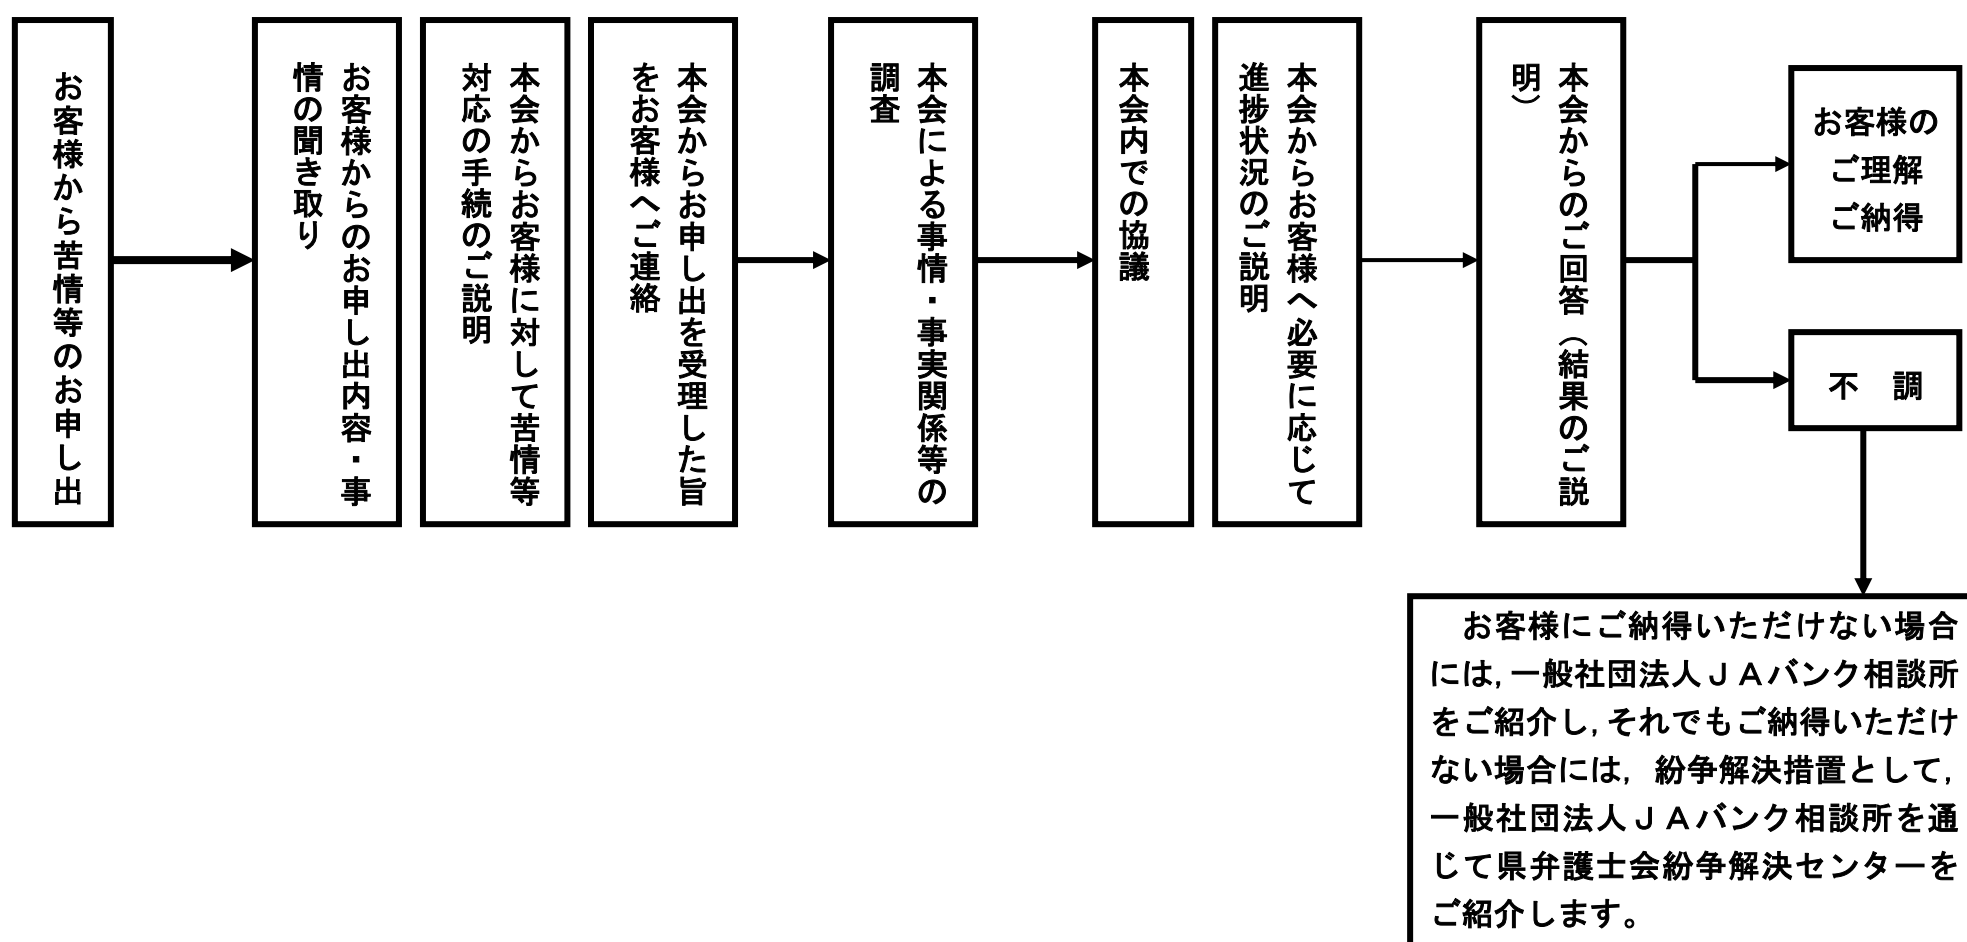 お客様から苦情等のお申し出
お客様からのお申し出内容・事
情の聞き取り
本会からお客様に対して苦情等
対応の手続のご説明
本会からお申し出を受理した旨
をお客様へご連絡
本会による事情・事実関係等の
調査
本会内での協議
本会からお客様へ必要に応じて
進捗状況のご説明
本会からのご回答（結果のご説
明）
お客様の
ご理解
ご納得
不　調
お客様にご納得いただけない場合
には，一般社団法人ＪＡバンク相談所
をご紹介し，それでもご納得いただけ
ない場合には，紛争解決措置として，
一般社団法人ＪＡバンク相談所を通
じて県弁護士会紛争解決センターを
ご紹介します。